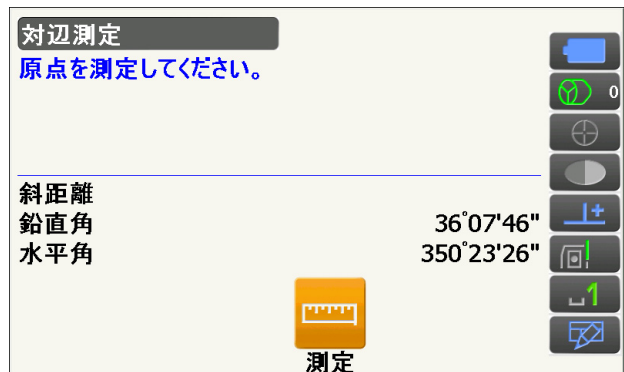 対辺測定
原点を測定してください。
0
斜距離
鉛直角 36°07'46"
水平角 350°23'26"
1
測定